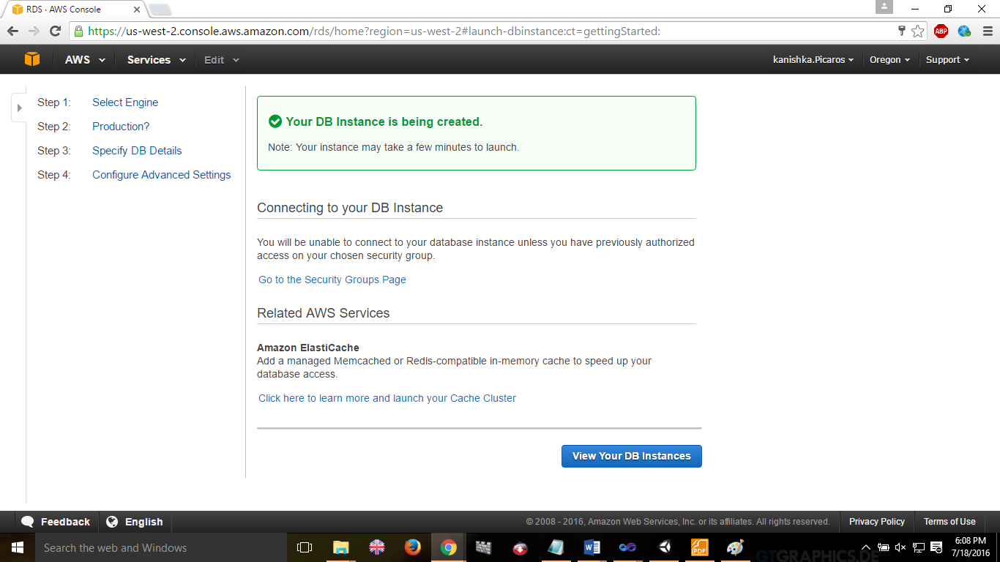 RDS · AWS Console
https://us-west-2.console.aws.amazon.com/rds/home?region=us-west-2#launch-dbinstance:ct=gettingStarted:
ABP
AWS Services Edit kanishka.Picaros Oregon Support
Step 1: Select Engine
Step 2: Production?
Step 3: Specify DB Details
Step 4: Configure Advanced Settings
Your DB Instance is being created.
Note: Your instance may take a few minutes to launch.
Connecting to your DB Instance
You will be unable to connect to your database instance unless you have previously authorized
access on your chosen security group.
Go to the Security Groups Page
Related AWS Services
Amazon ElastiCache
Add a managed Memcached or Redis-compatible in-memory cache to speed up your
database access.
Click here to learn more and launch your Cache Cluster
View Your DB Instances
Feedback English © 2008 - 2016, Amazon Web Services, Inc. or its affiliates. All rights reserved. Privacy Policy Terms of Use
Search the web and Windows
PDF
6:08 PM
7/18/2016
GTGRAPHICS.DE